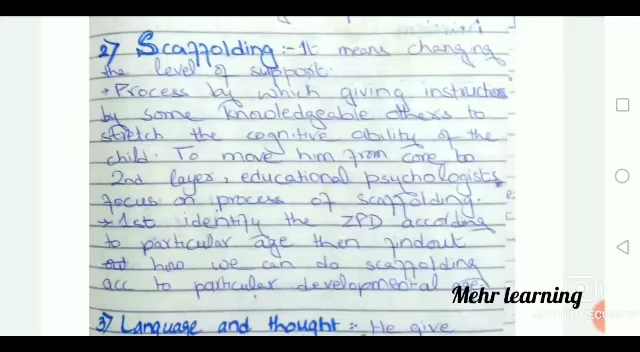 changing
2) Scaffolding :- It means changing
the level of support.
→ Process by which giving instructions
by some knowledgeable others to
stretch the cognitive ability of the
child. To move him from core to
2nd layer, educational psychologists
focus on process of scaffolding.
→ 1st identify the ZPD according
to particular age then findout
how we can do scaffolding
acc to particular developmental age.
Mehr learning
3) Language and thought :- He give